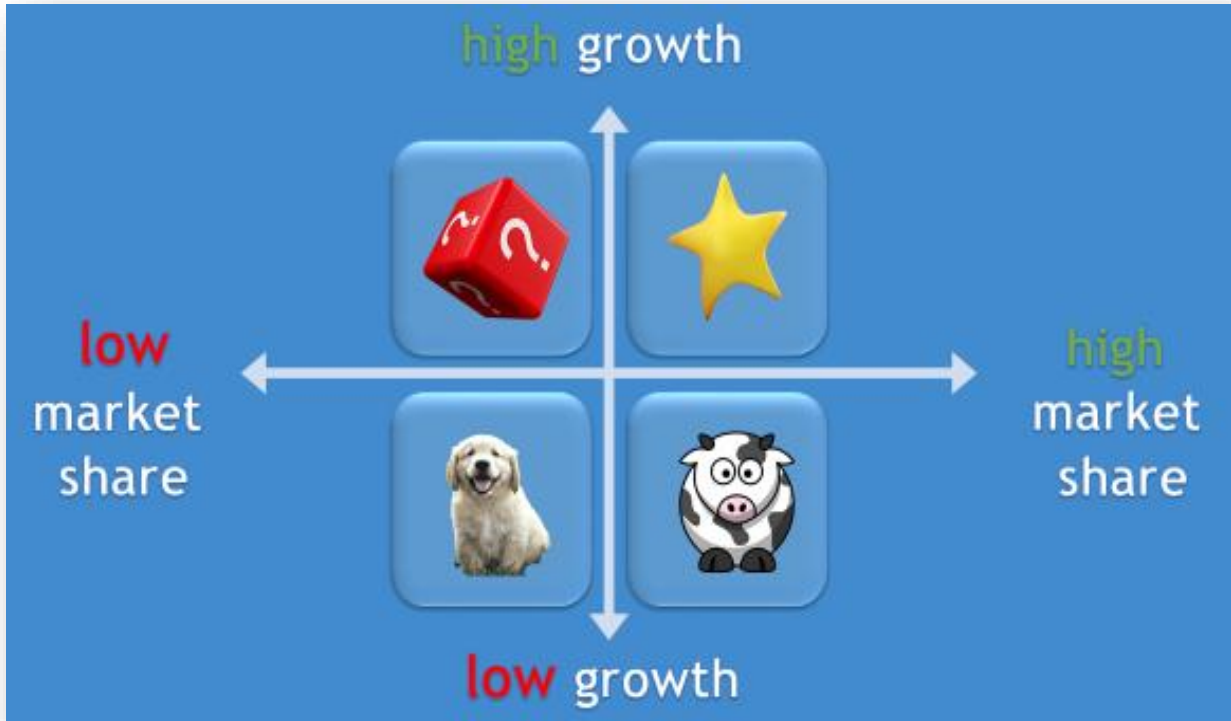 high growth
?
?
?
low
market
share
high
market
share
low growth